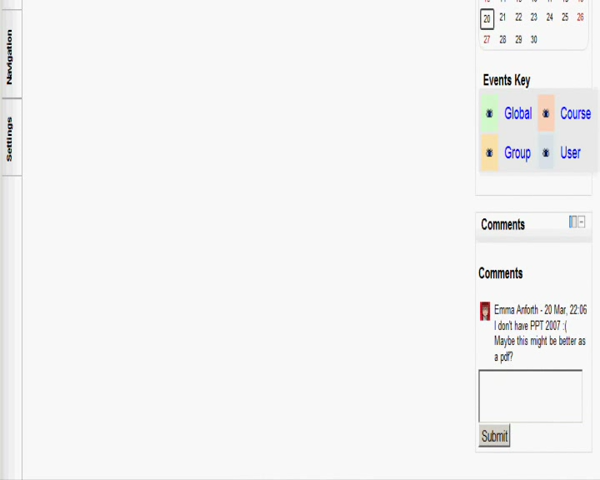 Navigation
Settings
20 21 22 23 24 25 26
27 28 29 30
Events Key
Global Course
Group User
Comments
Comments
Emma Anforth - 20 Mar, 22:06
I don't have PPT 2007 :(
Maybe this might be better as
a pdf?
Submit